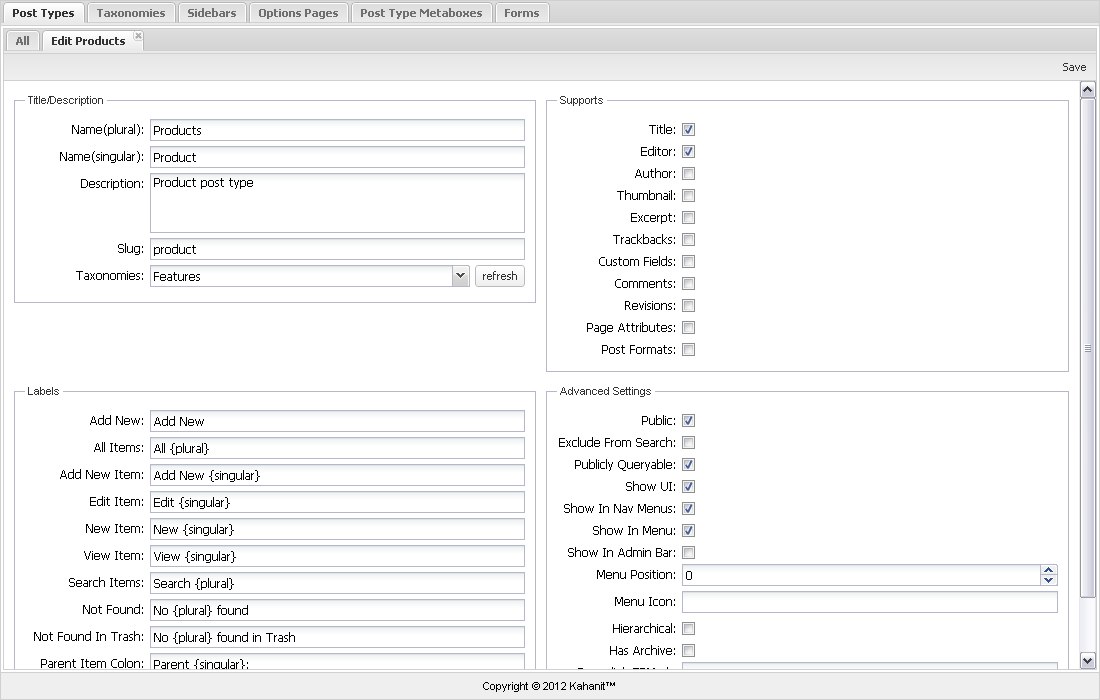 Post Types Taxonomies Sidebars Options Pages Post Type Metaboxes Forms
All Edit Products
Save
Title/Description
Name(plural): Products
Name(singular): Product
Description: Product post type
Slug: product
Taxonomies: Features refresh
Supports
Title:
Editor:
Author:
Thumbnail:
Excerpt:
Trackbacks:
Custom Fields:
Comments:
Revisions:
Page Attributes:
Post Formats:
Labels
Add New: Add New
All Items: All {plural}
Add New Item: Add New {singular}
Edit Item: Edit {singular}
New Item: New {singular}
View Item: View {singular}
Search Items: Search {plural}
Not Found: No {plural} found
Not Found In Trash: No {plural} found in Trash
Parent Item Colon: Parent {singular}:
Advanced Settings
Public:
Exclude From Search:
Publicly Queryable:
Show UI:
Show In Nav Menus:
Show In Menu:
Show In Admin Bar:
Menu Position: 0
Menu Icon:
Hierarchical:
Has Archive:
Copyright © 2012 Kahanit™